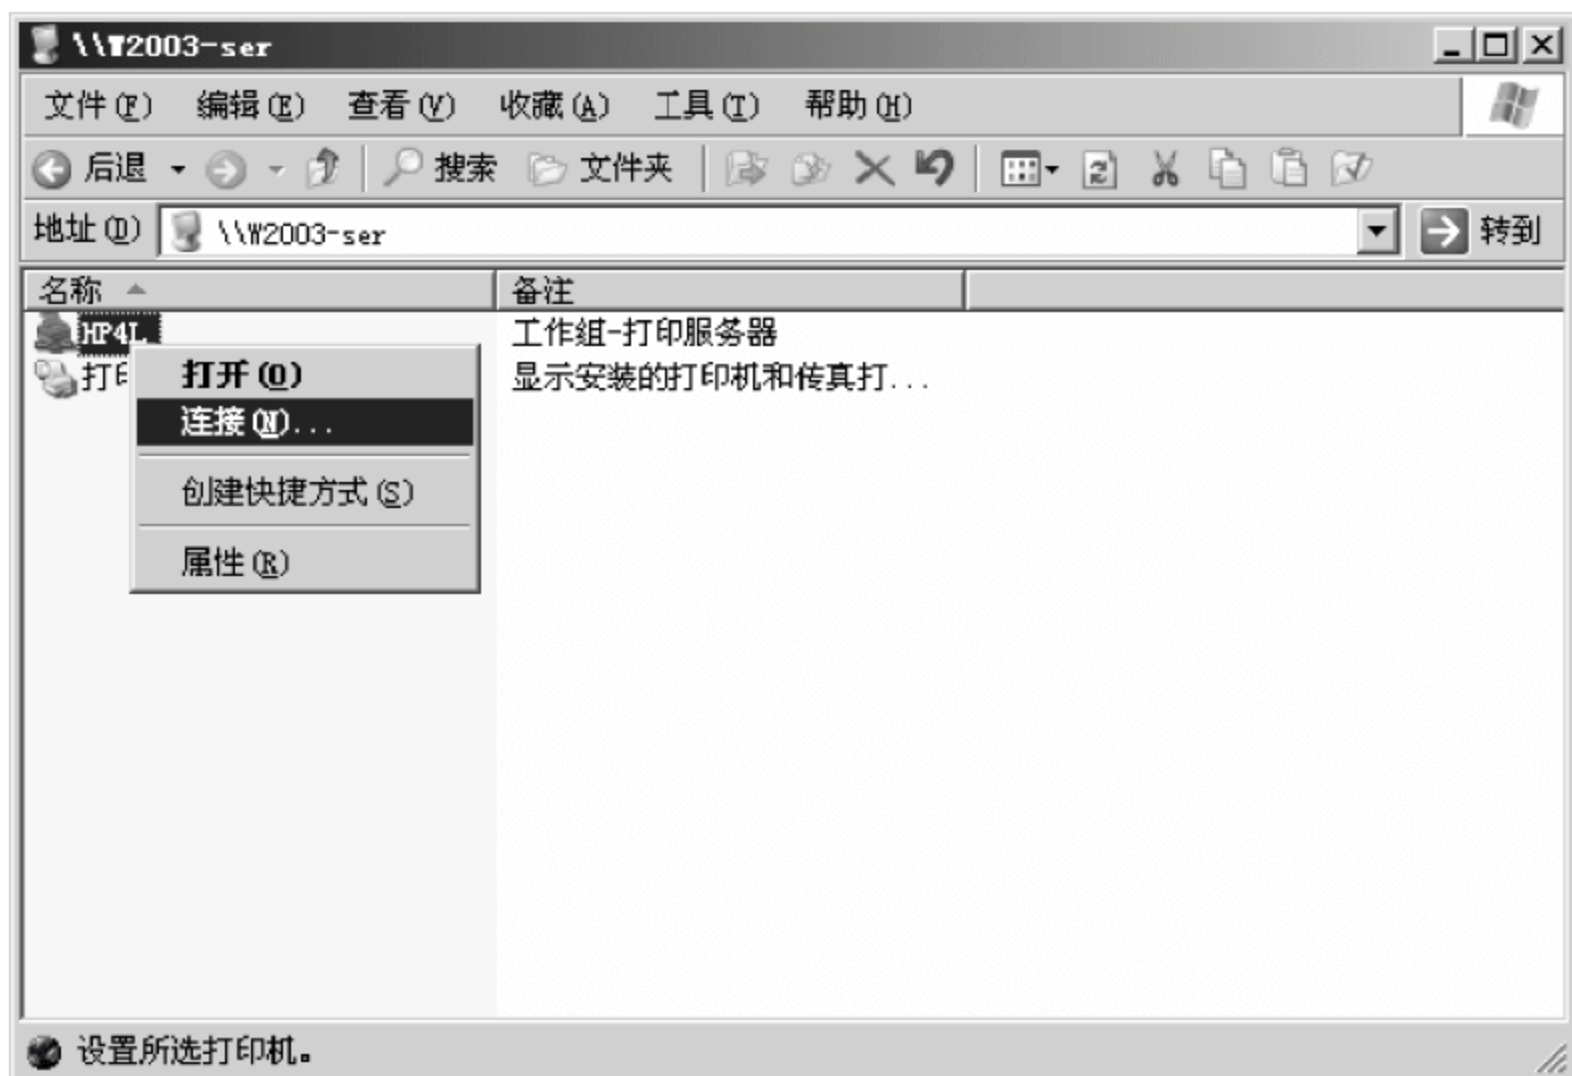 \\W2003-ser
文件(F) 编辑(E) 查看(V) 收藏(A) 工具(T) 帮助(H)
后退 搜索 文件夹
地址(D) \\W2003-ser 转到
名称 备注
HP4L 工作组-打印服务器
打印 显示安装的打印机和传真打...
打开(O)
连接(N)...
创建快捷方式(S)
属性(R)
设置所选打印机。